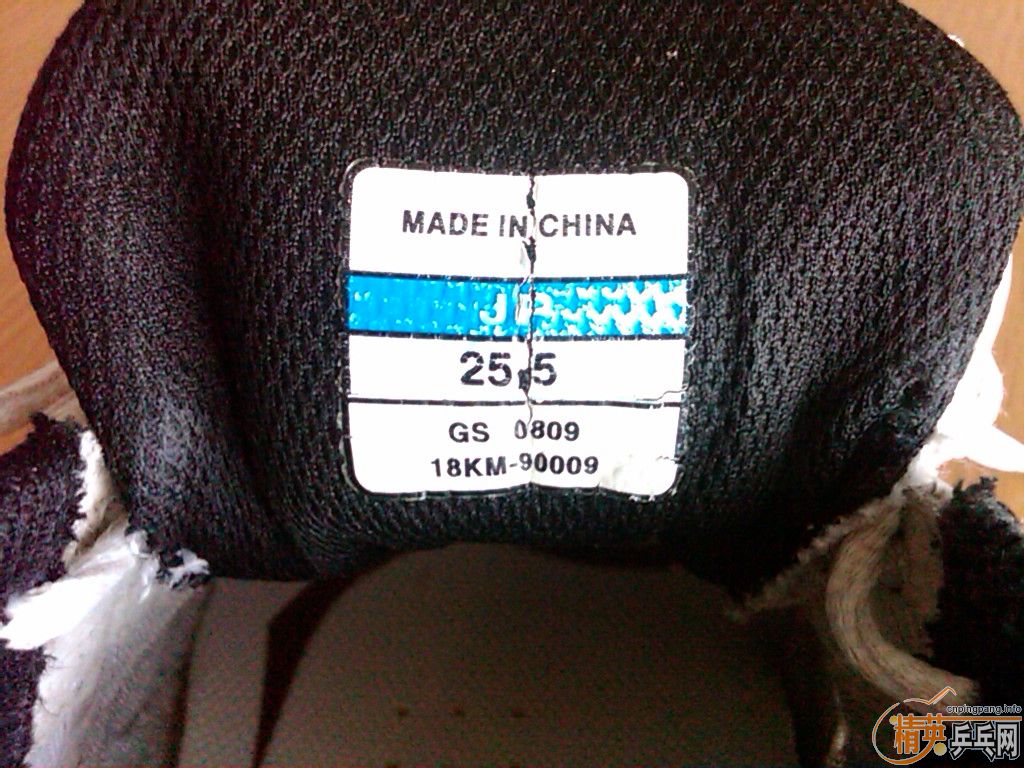 MADE IN CHINA
JP
25.5
GS 0809
18KM-90009
cnpingpang.info
精英乒乓网